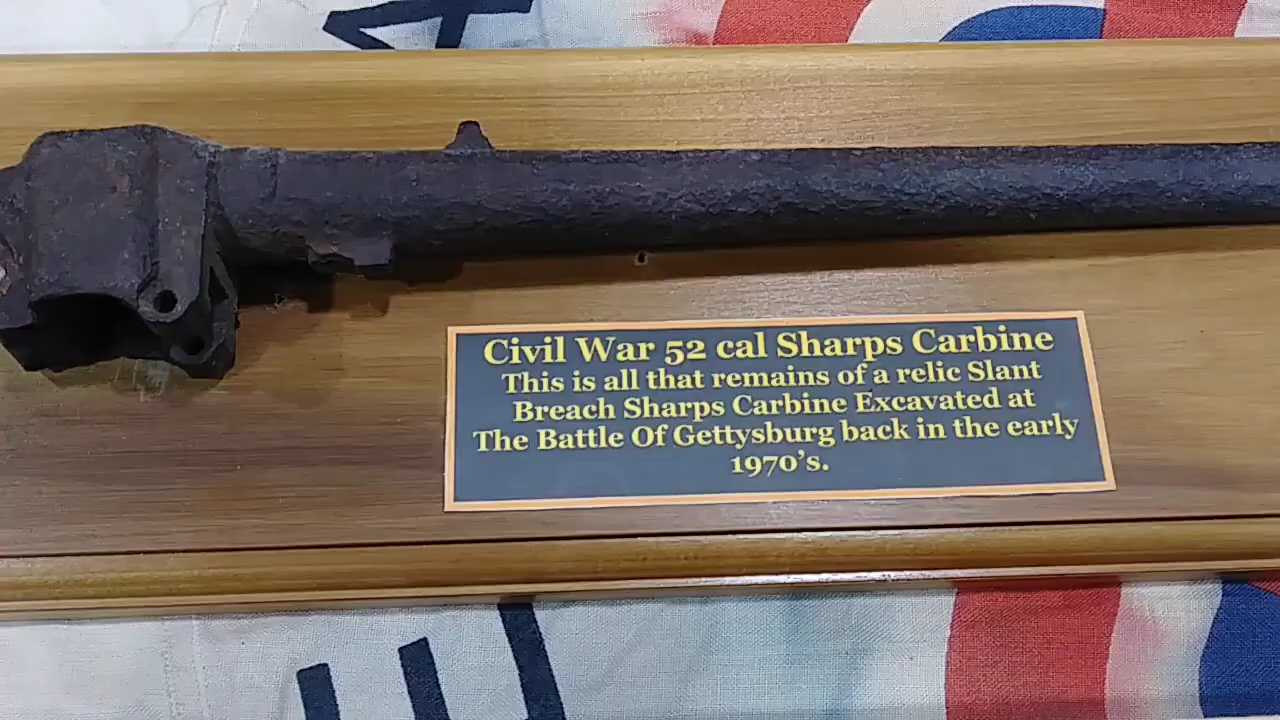 Civil War 52 cal Sharps Carbine
This is all that remains of a relic Slant
Breach Sharps Carbine Excavated at
The Battle Of Gettysburg back in the early
1970's.